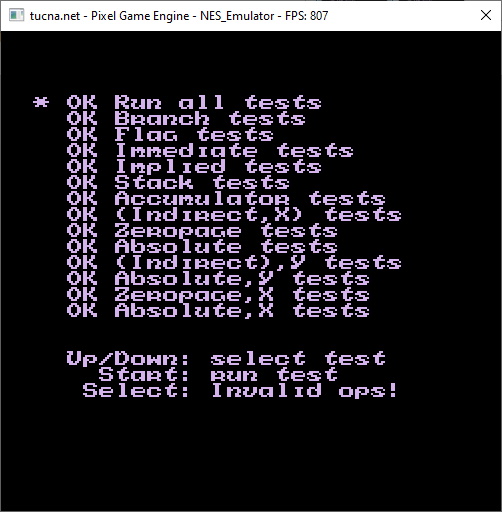 tucna.net - Pixel Game Engine - NES_Emulator - FPS: 807
* OK Run all tests
OK Branch tests
OK Flag tests
OK Immediate tests
OK Implied tests
OK Stack tests
OK Accumulator tests
OK (Indirect,X) tests
OK Zeropage tests
OK Absolute tests
OK (Indirect),Y tests
OK Absolute,Y tests
OK Zeropage,X tests
OK Absolute,X tests
Up/Down: select test
Start: run test
Select: Invalid ops!